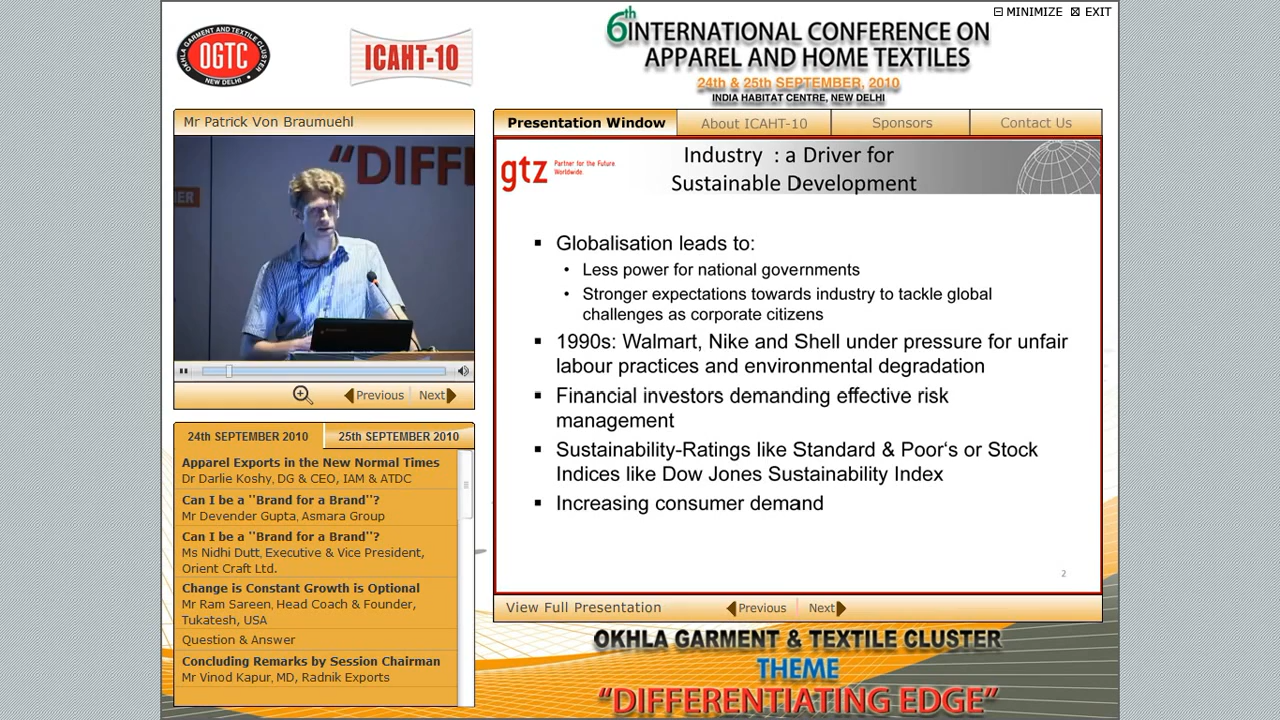 MINIMIZE EXIT
OKHLA GARMENT AND TEXTILE CLUSTER
OGTC
NEW DELHI
ICAHT-10
6th INTERNATIONAL CONFERENCE ON
APPAREL AND HOME TEXTILES
24th & 25th SEPTEMBER, 2010
INDIA HABITAT CENTRE, NEW DELHI
Mr Patrick Von Braumuehl
"DIFF
Previous Next
24th SEPTEMBER 2010 25th SEPTEMBER 2010
Apparel Exports in the New Normal Times
Dr Darlie Koshy, DG & CEO, IAM & ATDC
Can I be a "Brand for a Brand"?
Mr Devender Gupta, Asmara Group
Can I be a "Brand for a Brand"?
Ms Nidhi Dutt, Executive & Vice President,
Orient Craft Ltd.
Change is Constant Growth is Optional
Mr Ram Sareen, Head Coach & Founder,
Tukatesh, USA
Question & Answer
Concluding Remarks by Session Chairman
Mr Vinod Kapur, MD, Radnik Exports
Presentation Window About ICAHT-10 Sponsors Contact Us
gtz Partner for the Future
Worldwide.
Industry : a Driver for
Sustainable Development
Globalisation leads to:
Less power for national governments
Stronger expectations towards industry to tackle global
challenges as corporate citizens
1990s: Walmart, Nike and Shell under pressure for unfair
labour practices and environmental degradation
Financial investors demanding effective risk
management
Sustainability-Ratings like Standard & Poor‘s or Stock
Indices like Dow Jones Sustainability Index
Increasing consumer demand
2
View Full Presentation Previous Next
OKHLA GARMENT & TEXTILE CLUSTER
THEME
"DIFFERENTIATING EDGE"